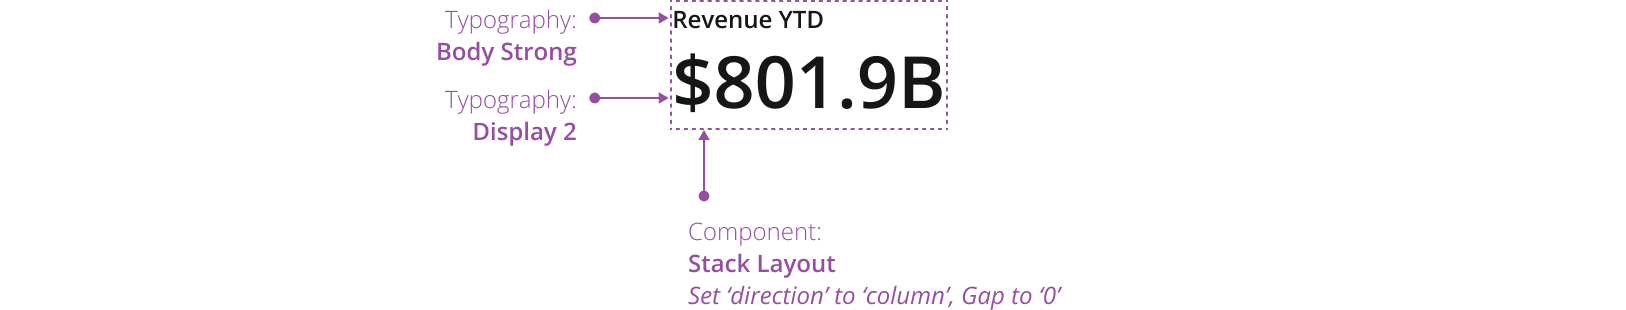 Typography:
Body Strong
Revenue YTD
$801.9B
Typography:
Display 2
Component:
Stack Layout
Set ‘direction’ to ‘column’, Gap to ‘0’